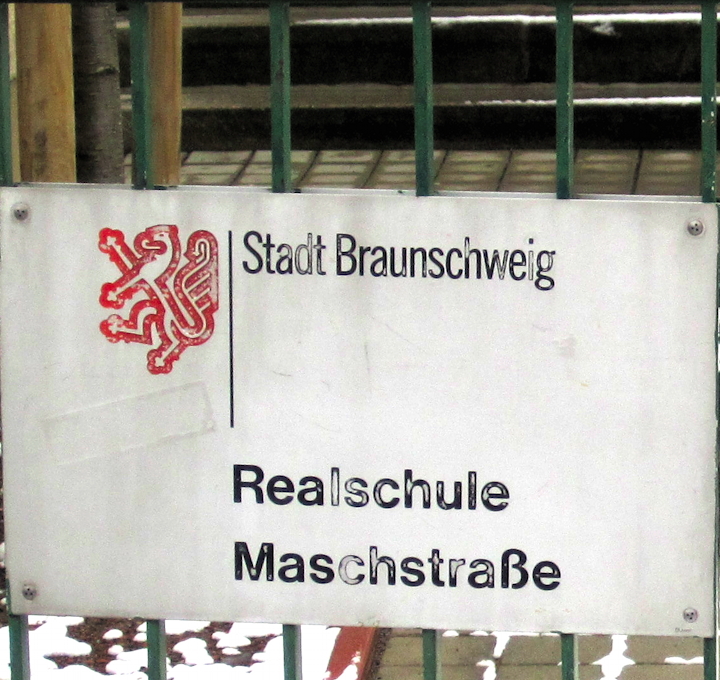 Stadt Braunschweig
Realschule
Maschstraße